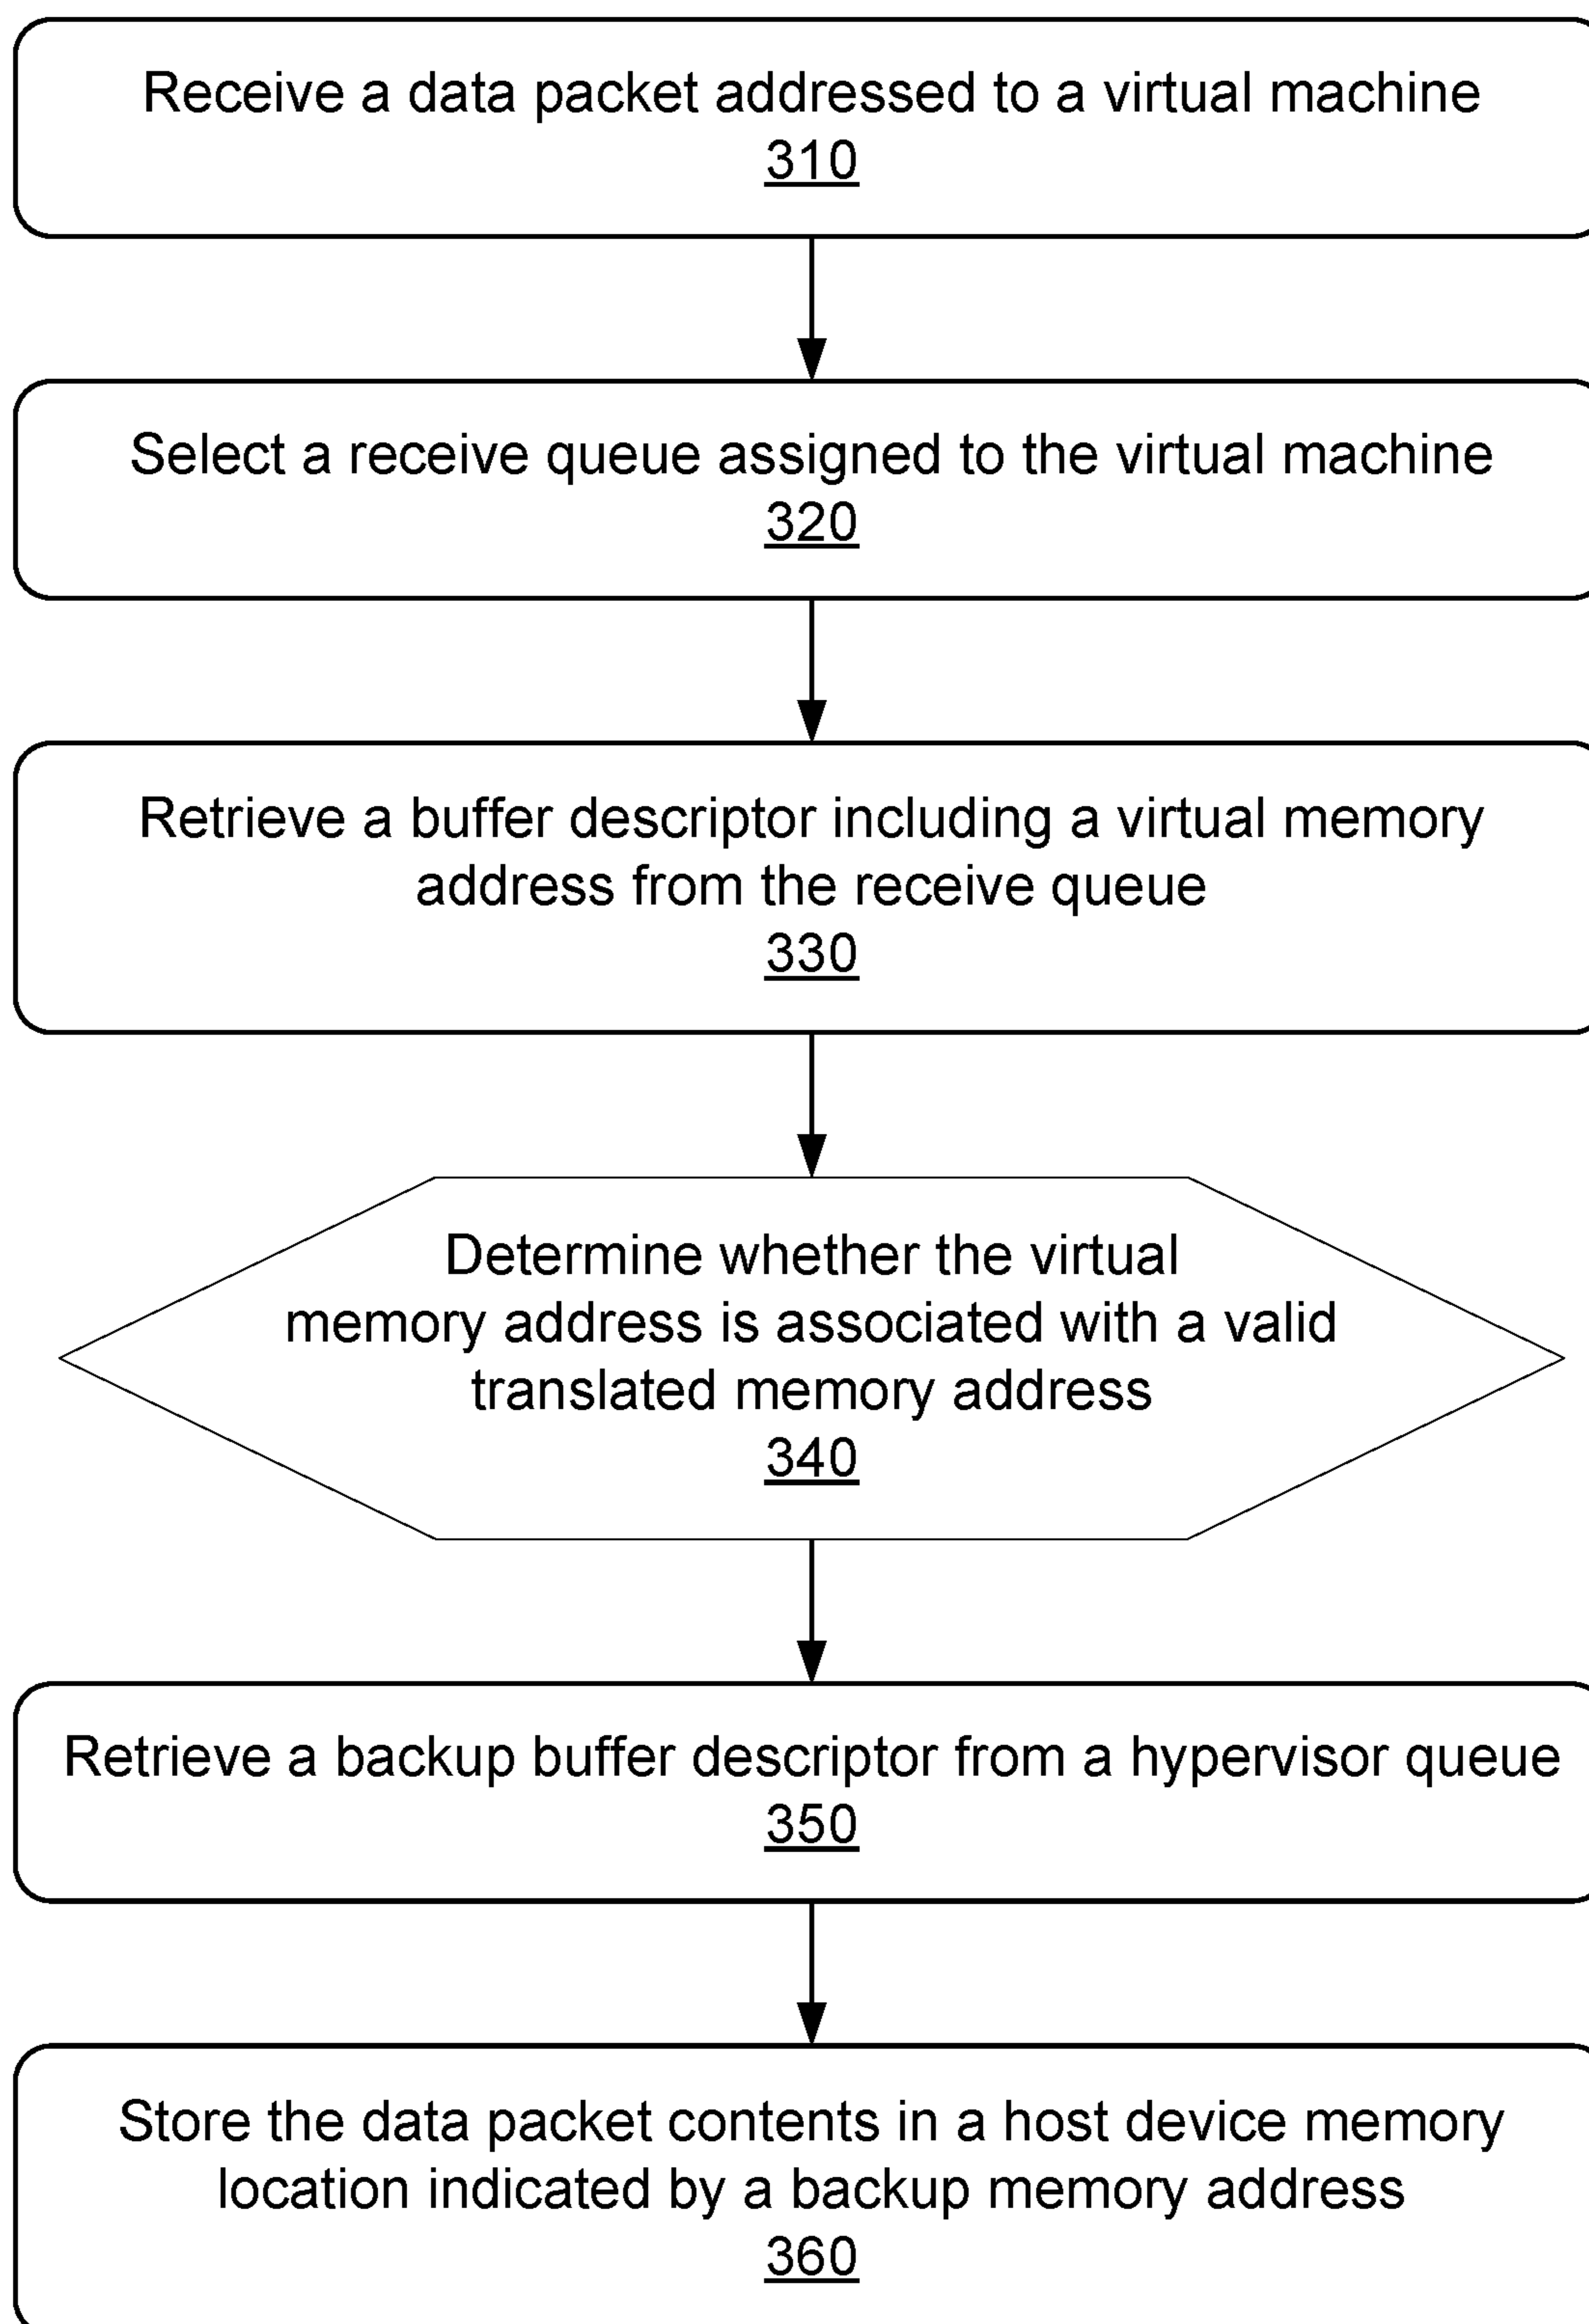 Receive a data packet addressed to a virtual machine
310
Select a receive queue assigned to the virtual machine
320
Retrieve a buffer descriptor including a virtual memory
address from the receive queue
330
Determine whether the virtual
memory address is associated with a valid
translated memory address
340
Retrieve a backup buffer descriptor from a hypervisor queue
350
Store the data packet contents in a host device memory
location indicated by a backup memory address
360